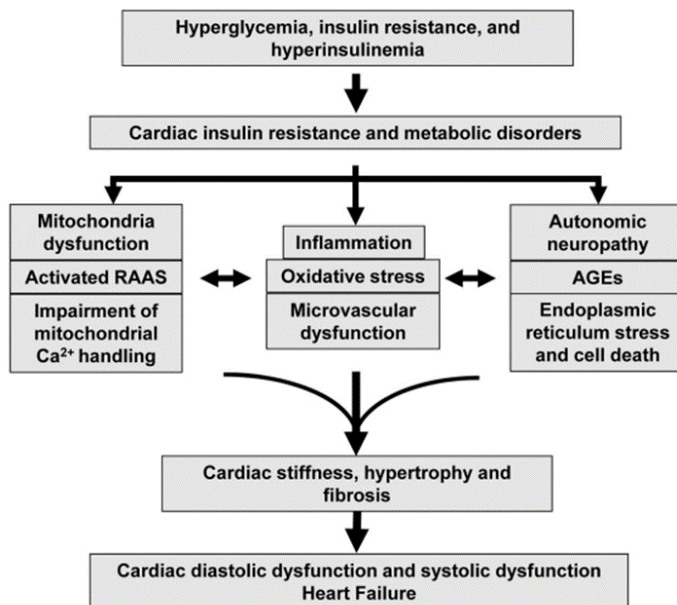 Hyperglycemia, insulin resistance, and
hyperinsulinemia
Cardiac insulin resistance and metabolic disorders
Mitochondria
dysfunction
Activated RAAS
Impairment of
mitochondrial
Ca²⁺ handling
Inflammation
Oxidative stress
Microvascular
dysfunction
Autonomic
neuropathy
AGEs
Endoplasmic
reticulum stress
and cell death
Cardiac stiffness, hypertrophy and
fibrosis
Cardiac diastolic dysfunction and systolic dysfunction
Heart Failure